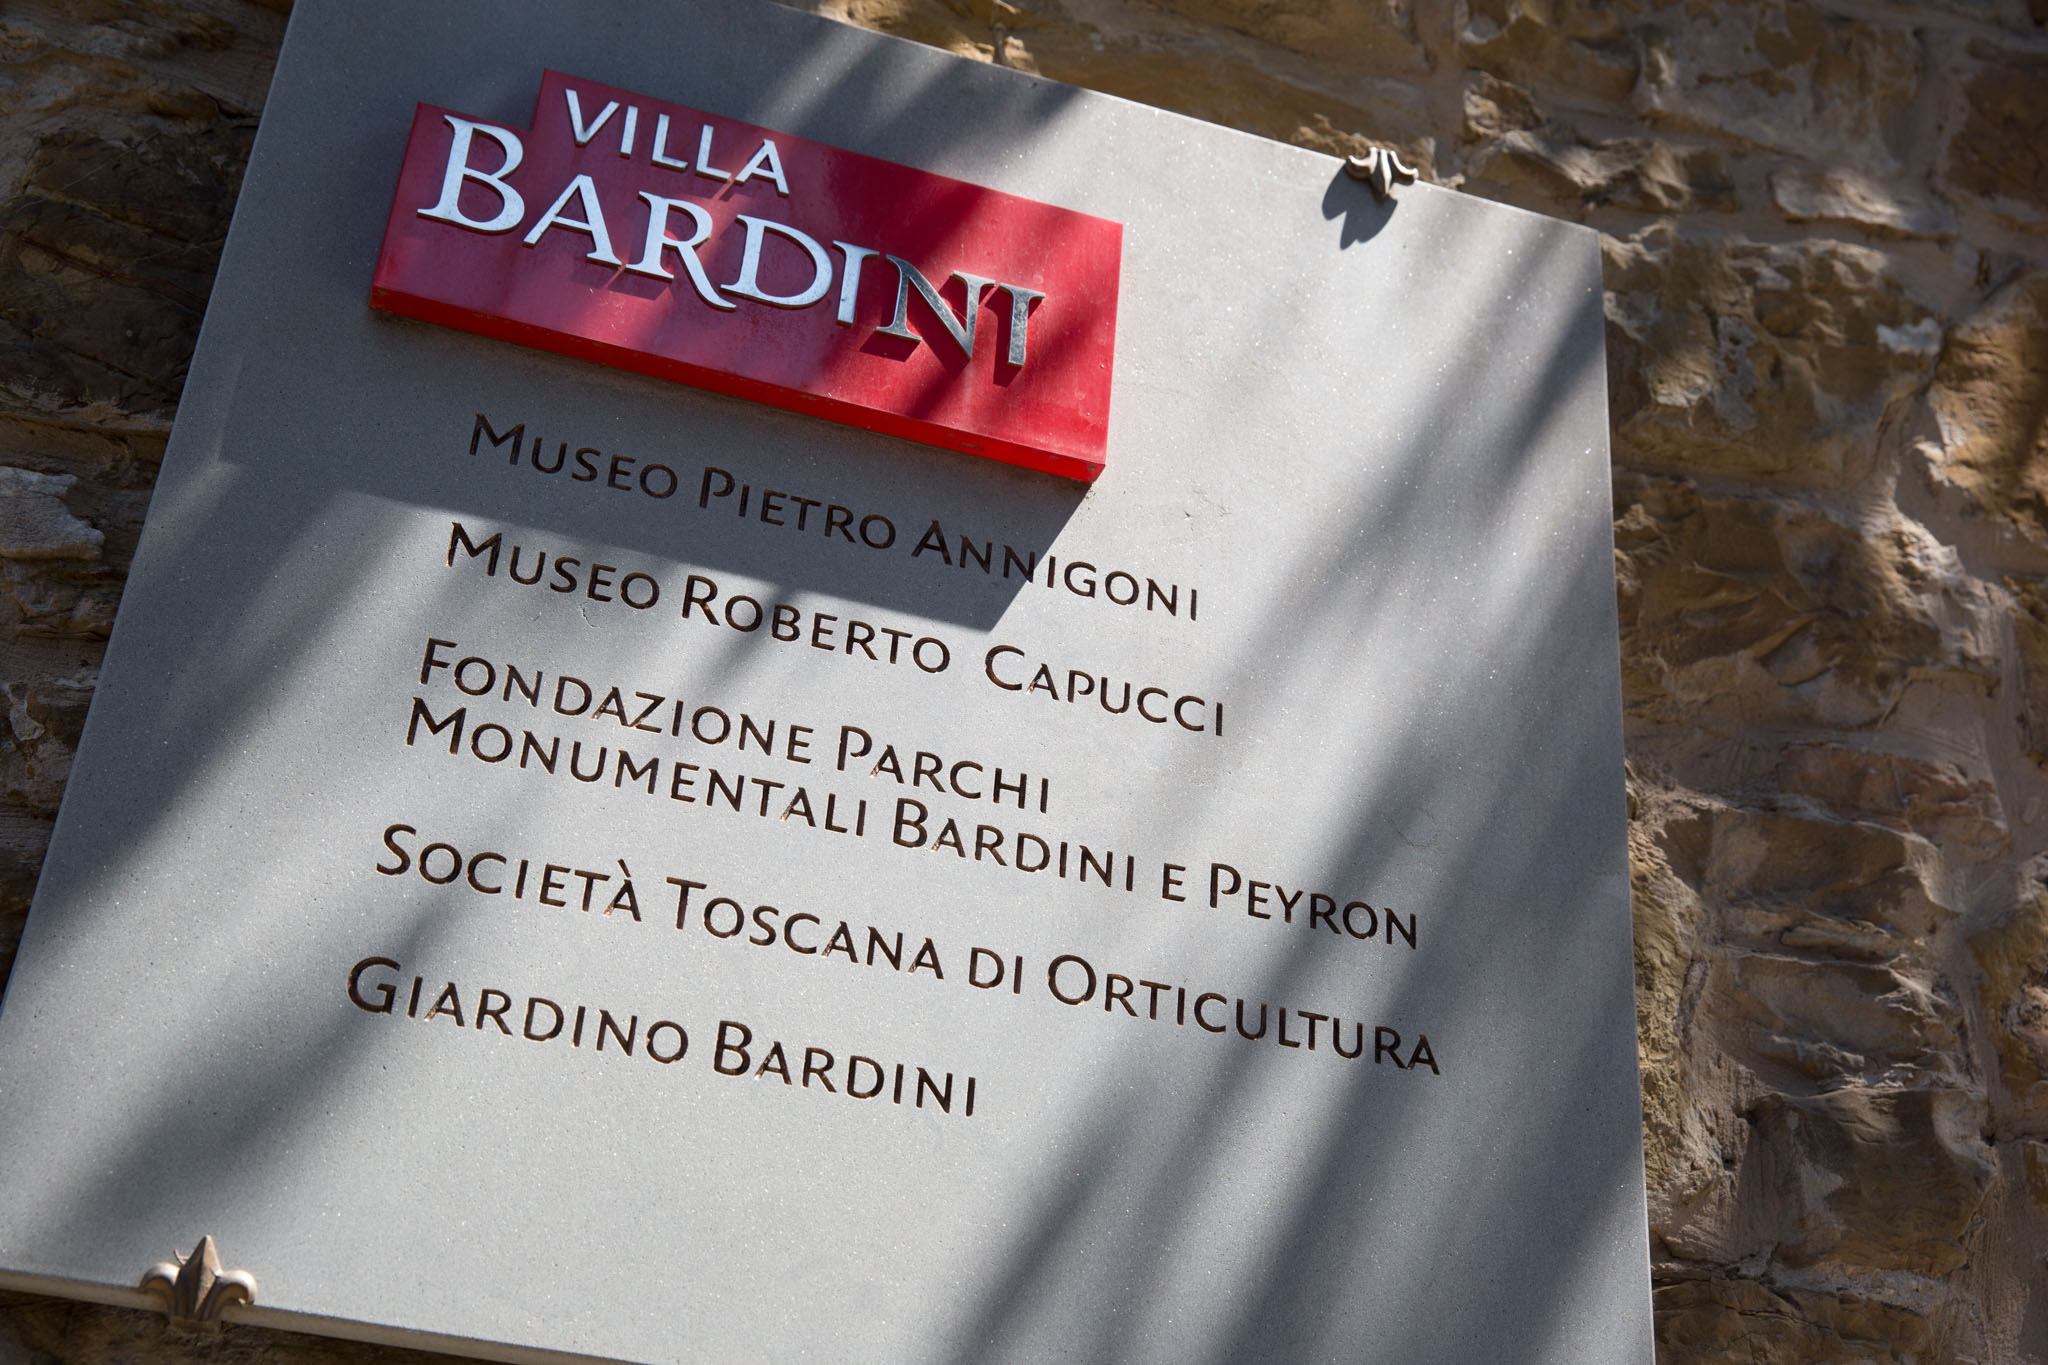 VILLA
BARDINI
MUSEO PIETRO ANNIGONI
MUSEO ROBERTO CAPUCCI
FONDAZIONE PARCHI
MONUMENTALI BARDINI E PEYRON
SOCIETÀ TOSCANA DI ORTICULTURA
GIARDINO BARDINI